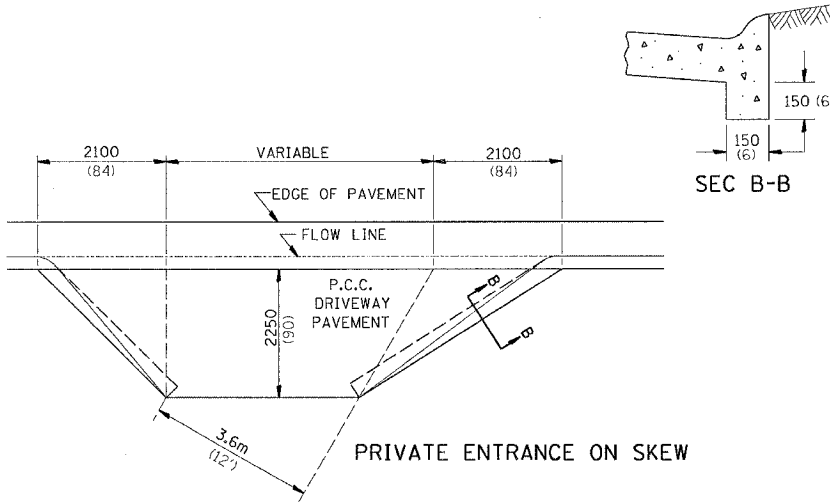 150 (6
150
(6)
SEC B-B
2100
(84)
VARIABLE
2100
(84)
EDGE OF PAVEMENT
FLOW LINE
P.C.C.
DRIVEWAY
PAVEMENT
2250
(90)
B
B
3.6m
(12')
PRIVATE ENTRANCE ON SKEW